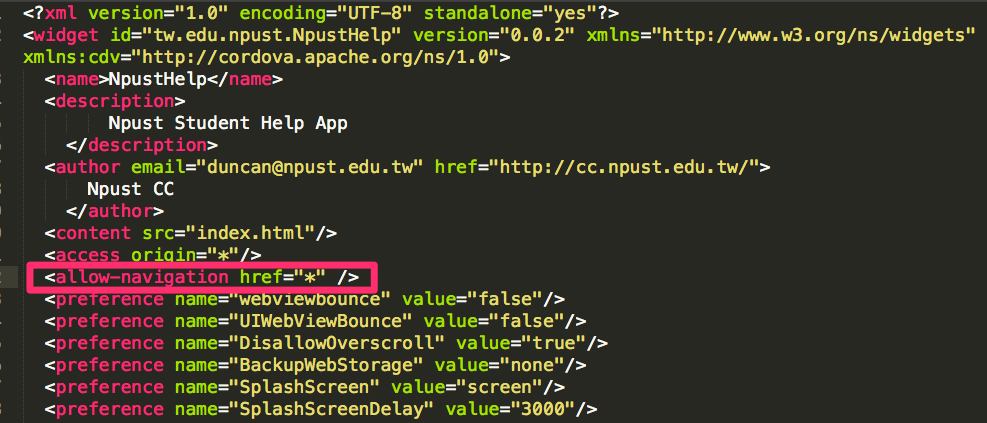 <?xml version="1.0" encoding="UTF-8" standalone="yes"?>
<widget id="tw.edu.npust.NpustHelp" version="0.0.2" xmlns="http://www.w3.org/ns/widgets"
xmlns:cdv="http://cordova.apache.org/ns/1.0">
<name>NpustHelp</name>
<description>
Npust Student Help App
</description>
<author email="duncan@npust.edu.tw" href="http://cc.npust.edu.tw/">
Npust CC
</author>
<content src="index.html"/>
<access origin="*"/>
<allow-navigation href="*" />
<preference name="webviewbounce" value="false"/>
<preference name="UIWebViewBounce" value="false"/>
<preference name="DisallowOverscroll" value="true"/>
<preference name="BackupWebStorage" value="none"/>
<preference name="SplashScreen" value="screen"/>
<preference name="SplashScreenDelay" value="3000"/>